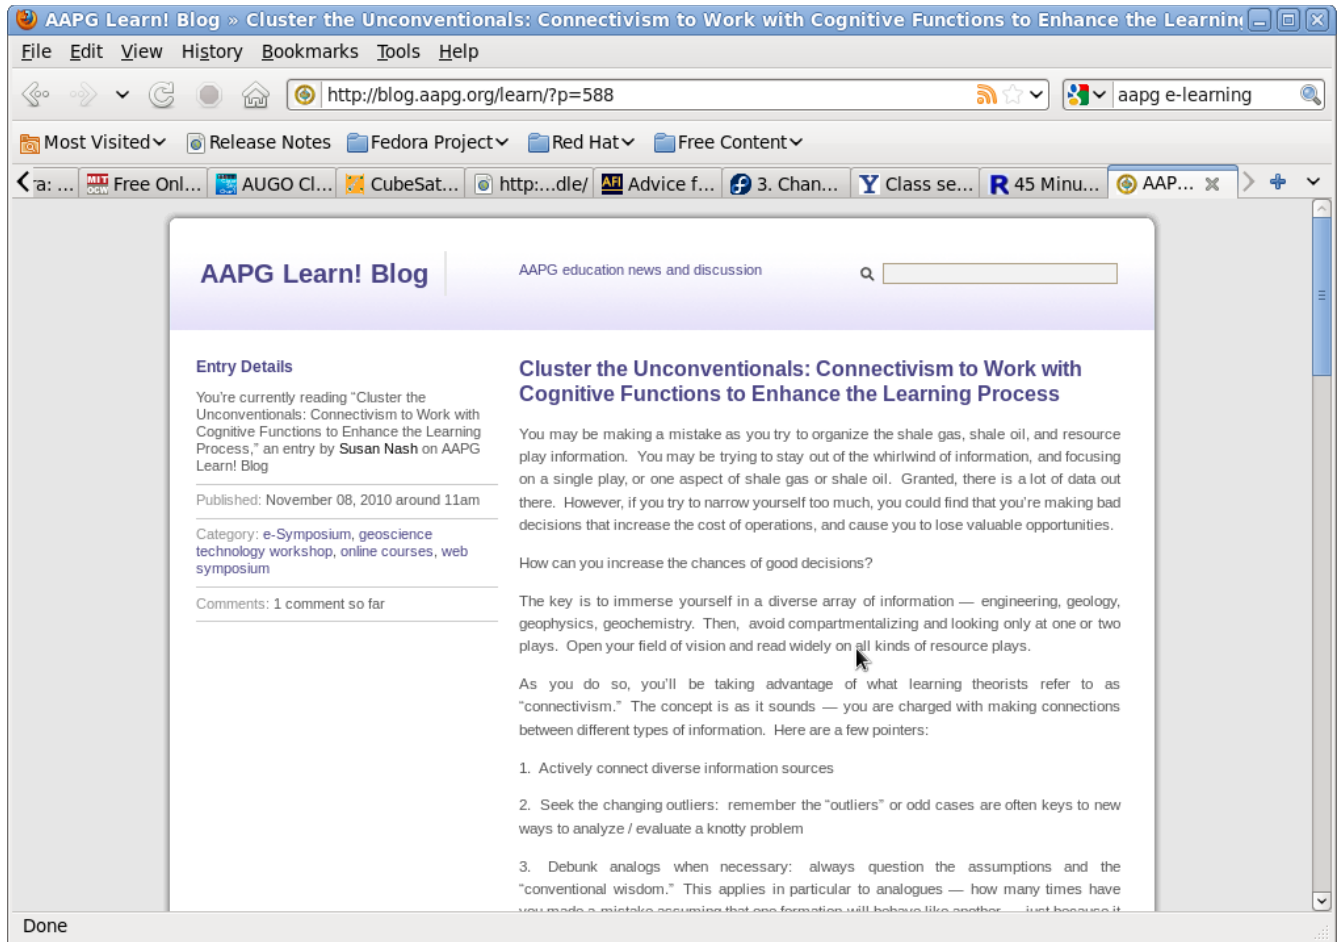 AAPG Learn! Blog » Cluster the Unconventionals: Connectivism to Work with Cognitive Functions to Enhance the Learning
File Edit View History Bookmarks Tools Help
http://blog.aapg.org/learn/?p=588 aapg e-learning
Most Visited Release Notes Fedora Project Red Hat Free Content
ra: ... Free Onl... AUGO Cl... CubeSat... http:...dle/ Advice f... 3. Chan... Class se... 45 Minu... AAP...
AAPG Learn! Blog
AAPG education news and discussion
Entry Details
You're currently reading “Cluster the
Unconventionals: Connectivism to Work with
Cognitive Functions to Enhance the Learning
Process,” an entry by Susan Nash on AAPG
Learn! Blog
Published: November 08, 2010 around 11am
Category: e-Symposium, geoscience
technology workshop, online courses, web
symposium
Comments: 1 comment so far
Cluster the Unconventionals: Connectivism to Work with
Cognitive Functions to Enhance the Learning Process
You may be making a mistake as you try to organize the shale gas, shale oil, and resource
play information. You may be trying to stay out of the whirlwind of information, and focusing
on a single play, or one aspect of shale gas or shale oil. Granted, there is a lot of data out
there. However, if you try to narrow yourself too much, you could find that you're making bad
decisions that increase the cost of operations, and cause you to lose valuable opportunities.
How can you increase the chances of good decisions?
The key is to immerse yourself in a diverse array of information — engineering, geology,
geophysics, geochemistry. Then, avoid compartmentalizing and looking only at one or two
plays. Open your field of vision and read widely on all kinds of resource plays.
As you do so, you'll be taking advantage of what learning theorists refer to as
“connectivism.” The concept is as it sounds — you are charged with making connections
between different types of information. Here are a few pointers:
1. Actively connect diverse information sources
2. Seek the changing outliers: remember the “outliers” or odd cases are often keys to new
ways to analyze / evaluate a knotty problem
3. Debunk analogs when necessary: always question the assumptions and the
“conventional wisdom.” This applies in particular to analogues — how many times have
you made a mistake assuming that one formation will behave like another — just because it
Done